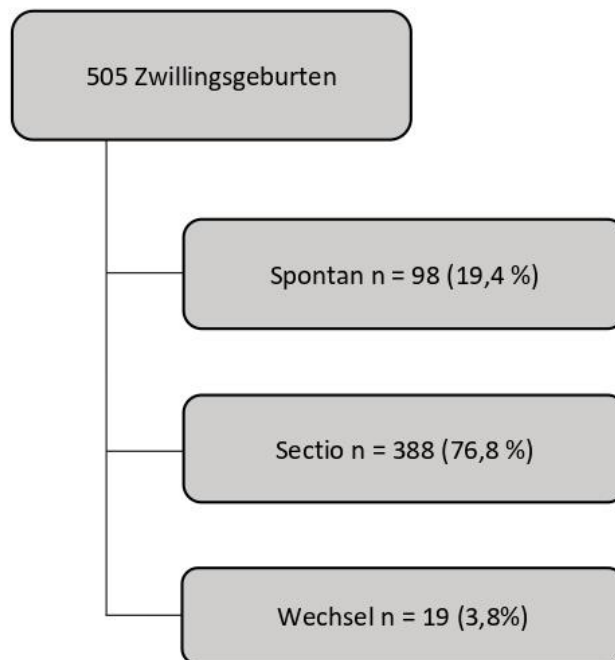 505 Zwillingsgeburten
Spontan n = 98 (19,4 %)
Sectio n = 388 (76,8 %)
Wechsel n = 19 (3,8%)